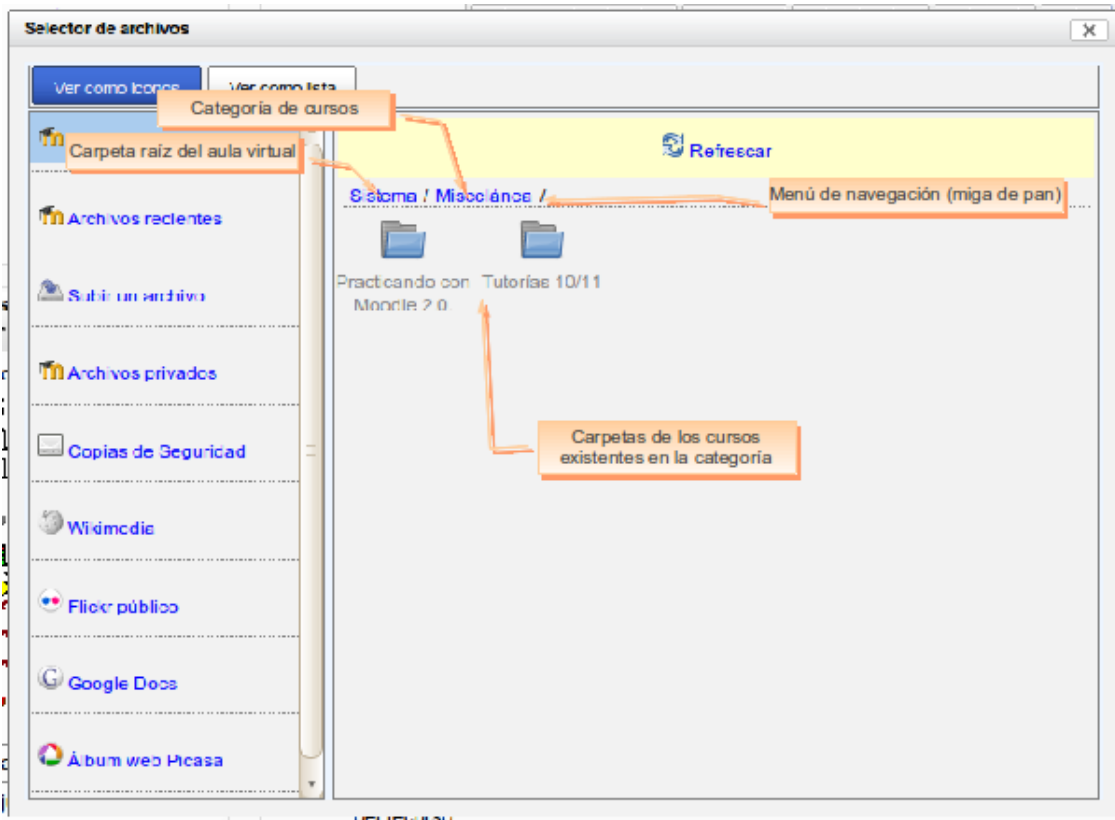 Selector de archivos
Ver como iconos
Ver como lista
Categoría de cursos
Carpeta raíz del aula virtual
Refrescar
Sistema / Miscelánea /
Menú de navegación (miga de pan)
Archivos recientes
Practicando con
Moodle 2.0.
Tutorías 10/11
Subir un archivo
Archivos privados
Carpetas de los cursos
existentes en la categoría
Copias de Seguridad
Wikimedia
Flickr público
Google Docs
Álbum web Picasa